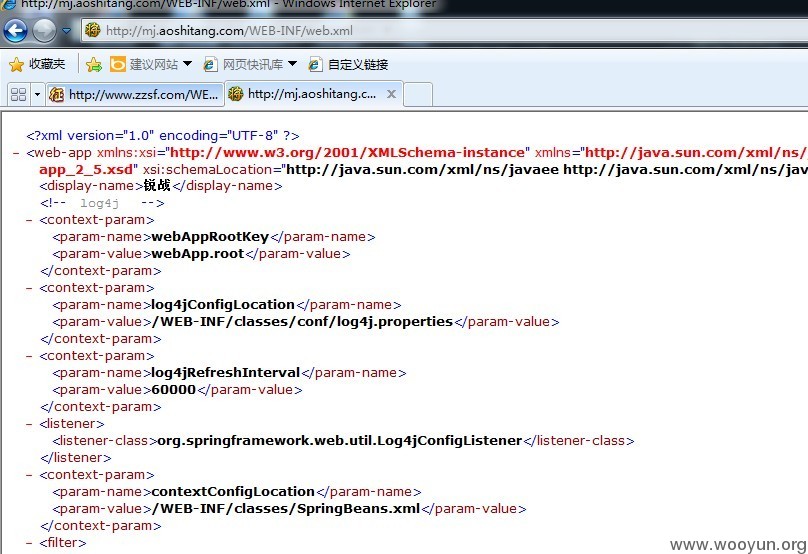 http://mj.aoshitang.com/WEB-INF/web.xml - Windows Internet Explorer
http://mj.aoshitang.com/WEB-INF/web.xml
收藏夹 建议网站 网页快讯库 自定义链接
http://www.zzsf.com/WE... http://mj.aoshitang.c... X
<?xml version="1.0" encoding="UTF-8" ?>
- <web-app xmlns:xsi="http://www.w3.org/2001/XMLSchema-instance" xmlns="http://java.sun.com/xml/ns/
app_2_5.xsd" xsi:schemaLocation="http://java.sun.com/xml/ns/javaee http://java.sun.com/xml/ns/jav
<display-name>锐战</display-name>
<!-- log4j -->
- <context-param>
<param-name>webAppRootKey</param-name>
<param-value>webApp.root</param-value>
</context-param>
- <context-param>
<param-name>log4jConfigLocation</param-name>
<param-value>/WEB-INF/classes/conf/log4j.properties</param-value>
</context-param>
- <context-param>
<param-name>log4jRefreshInterval</param-name>
<param-value>60000</param-value>
</context-param>
- <listener>
<listener-class>org.springframework.web.util.Log4jConfigListener</listener-class>
</listener>
- <context-param>
<param-name>contextConfigLocation</param-name>
<param-value>/WEB-INF/classes/SpringBeans.xml</param-value>
</context-param>
- <filter>
www.wooyun.org